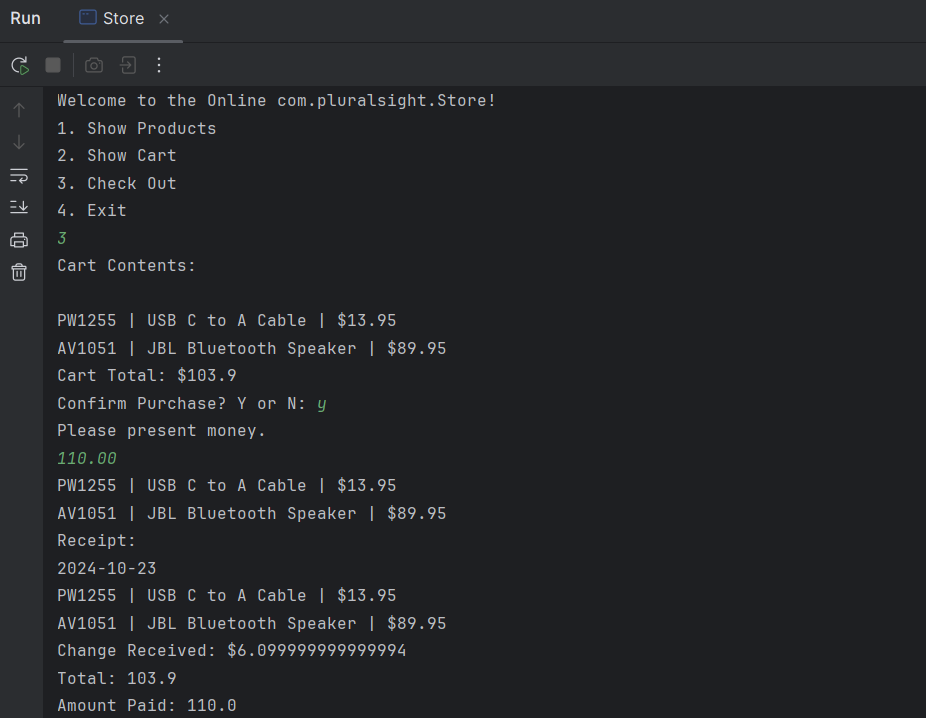 Run
Store
Welcome to the Online com.pluralsight.Store!
1. Show Products
2. Show Cart
3. Check Out
4. Exit
3
Cart Contents:
PW1255 | USB C to A Cable | $13.95
AV1051 | JBL Bluetooth Speaker | $89.95
Cart Total: $103.9
Confirm Purchase? Y or N: y
Please present money.
110.00
PW1255 | USB C to A Cable | $13.95
AV1051 | JBL Bluetooth Speaker | $89.95
Receipt:
2024-10-23
PW1255 | USB C to A Cable | $13.95
AV1051 | JBL Bluetooth Speaker | $89.95
Change Received: $6.099999999999994
Total: 103.9
Amount Paid: 110.0